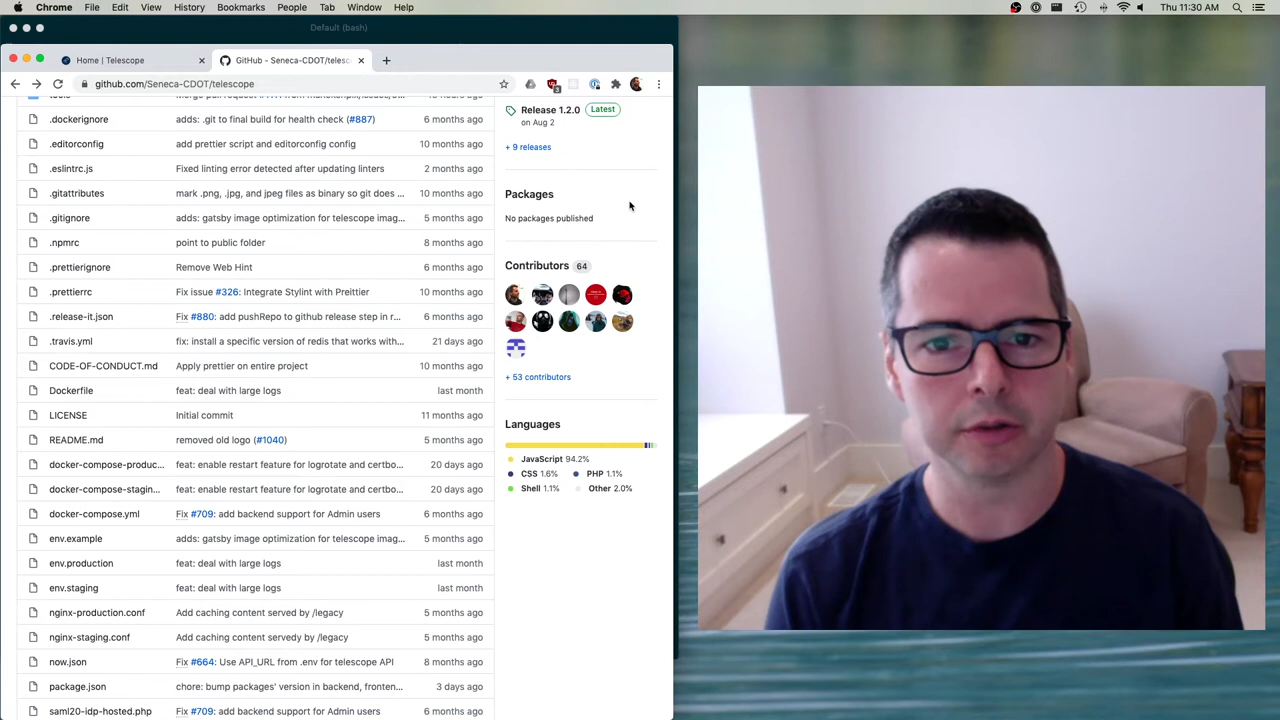 Chrome File Edit View History Bookmarks People Tab Window Help Thu 11:30 AM
Default (bash)
Home | Telescope
GitHub - Seneca-CDOT/telesc
github.com/Seneca-CDOT/telescope
3
15 hours ago
.dockerignore adds: .git to final build for health check (#887) 6 months ago
.editorconfig add prettier script and editorconfig config 10 months ago
.eslintrc.js Fixed linting error detected after updating linters 2 months ago
.gitattributes mark .png, .jpg, and jpeg files as binary so git does ... 10 months ago
.gitignore adds: gatsby image optimization for telescope imag... 5 months ago
.npmrc point to public folder 8 months ago
.prettierignore Remove Web Hint 6 months ago
.prettierrc Fix issue #326: Integrate Stylint with Preittier 10 months ago
.release-it.json Fix #880: add pushRepo to github release step in r... 6 months ago
.travis.yml fix: install a specific version of redis that works with... 21 days ago
CODE-OF-CONDUCT.md Apply prettier on entire project 10 months ago
Dockerfile feat: deal with large logs last month
LICENSE Initial commit 11 months ago
README.md removed old logo (#1040) 5 months ago
docker-compose-produc... feat: enable restart feature for logrotate and certbo... 20 days ago
docker-compose-stagin... feat: enable restart feature for logrotate and certbo... 20 days ago
docker-compose.yml Fix #709: add backend support for Admin users 6 months ago
env.example adds: gatsby image optimization for telescope imag... 6 months ago
env.production feat: deal with large logs last month
env.staging feat: deal with large logs last month
nginx-production.conf Add caching content served by /legacy 5 months ago
nginx-staging.conf Add caching content servedy by /legacy 5 months ago
now.json Fix #664: Use API_URL from .env for telescope API 8 months ago
package.json chore: bump packages' version in backend, fronten... 3 days ago
saml20-idp-hosted.php Fix #709: add backend support for Admin users 6 months ago
Release 1.2.0 Latest
on Aug 2
+ 9 releases
Packages
No packages published
Contributors 64
+ 53 contributors
Languages
JavaScript 94.2%
CSS 1.6% PHP 1.1%
Shell 1.1% Other 2.0%